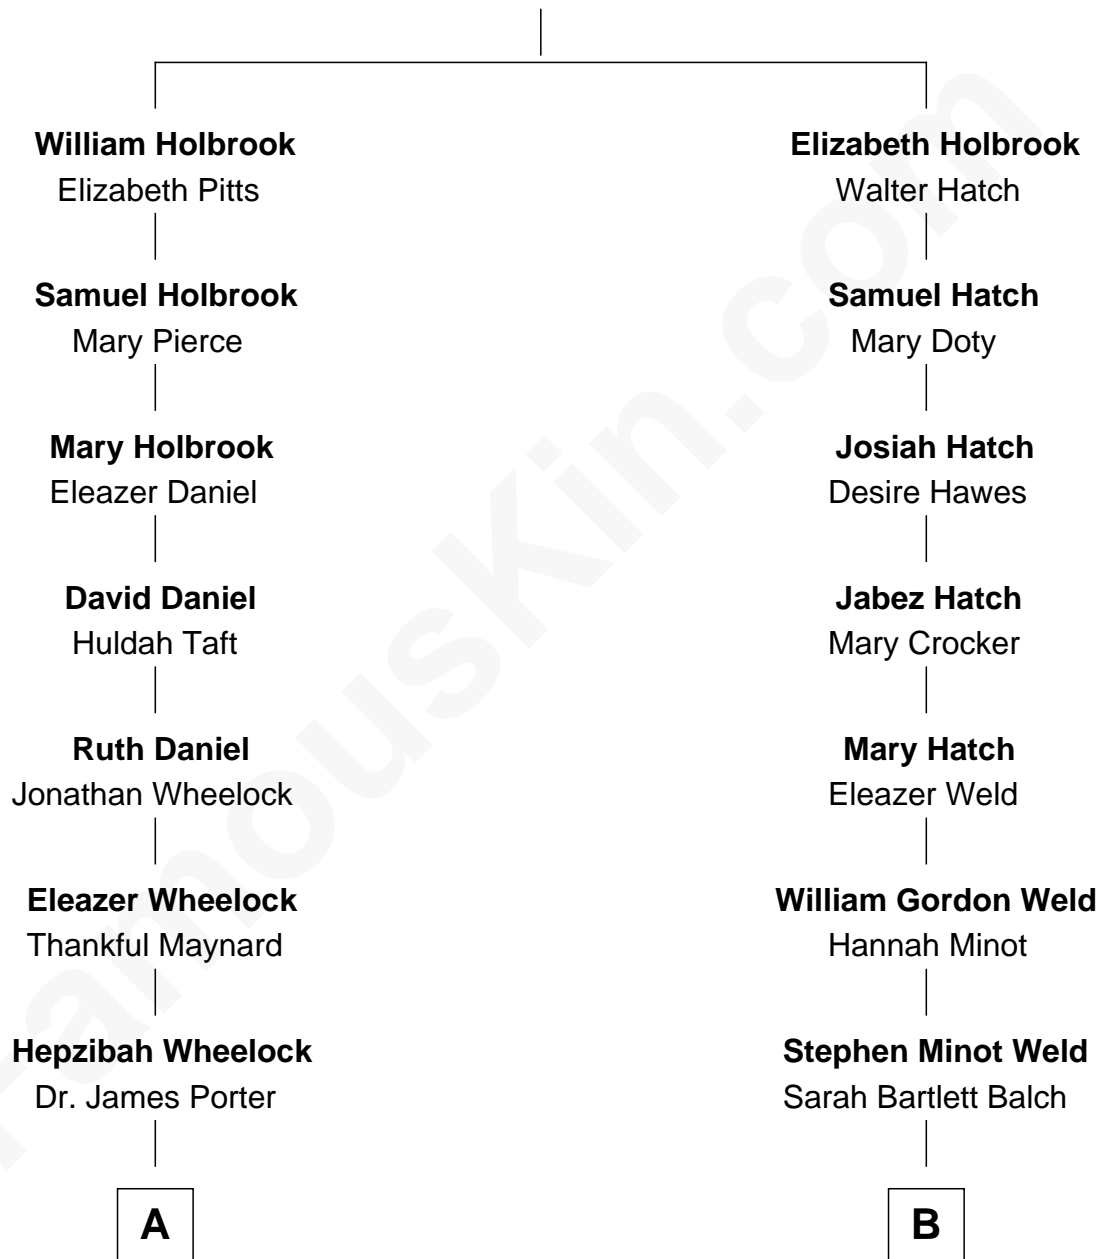 William Holbrook
Elizabeth Pitts
Samuel Holbrook
Mary Pierce
Mary Holbrook
Eleazer Daniel
David Daniel
Huldah Taft
Ruth Daniel
Jonathan Wheelock
Eleazer Wheelock
Thankful Maynard
Hepzibah Wheelock
Dr. James Porter
A
Elizabeth Holbrook
Walter Hatch
Samuel Hatch
Mary Doty
Josiah Hatch
Desire Hawes
Jabez Hatch
Mary Crocker
Mary Hatch
Eleazer Weld
William Gordon Weld
Hannah Minot
Stephen Minot Weld
Sarah Bartlett Balch
B
FamousKin.com